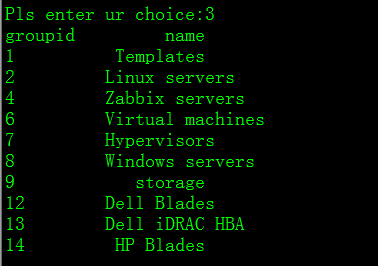 Pls enter ur choice:3
groupid name
1 Templates
2 Linux servers
4 Zabbix servers
6 Virtual machines
7 Hypervisors
8 Windows servers
9 storage
12 Dell Blades
13 Dell iDRAC HBA
14 HP Blades